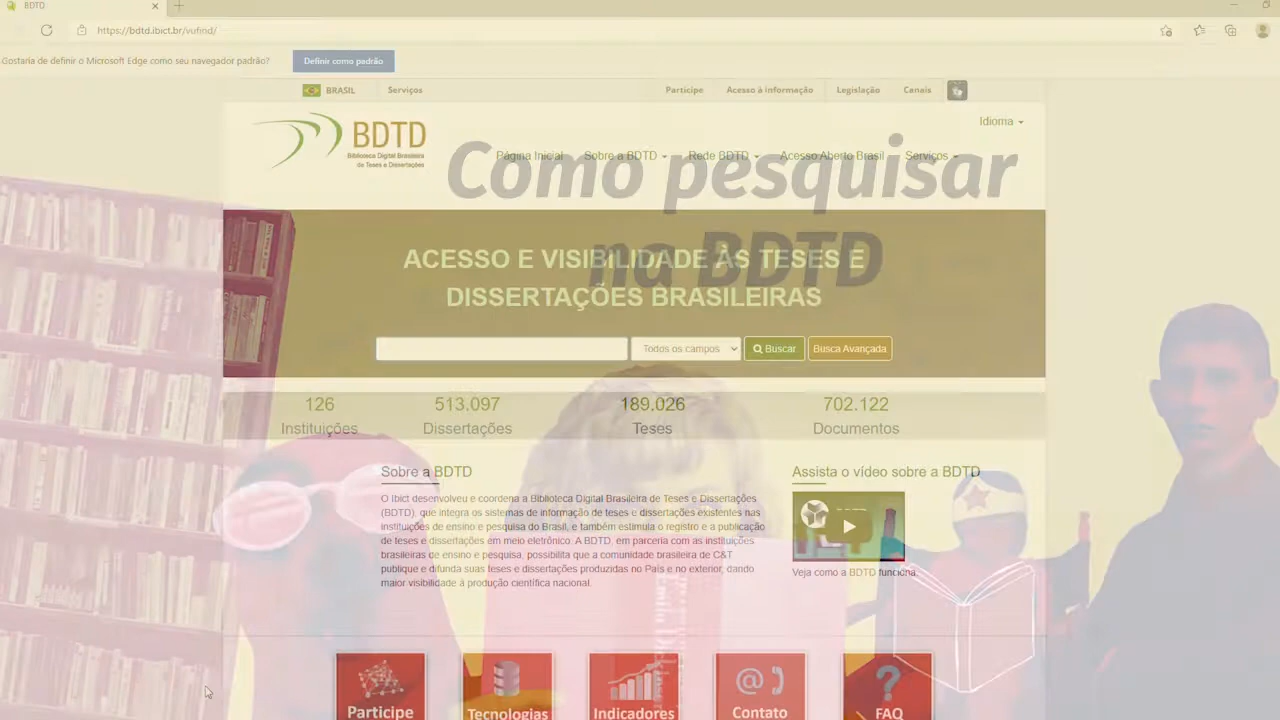 BDTD
https://bdtd.ibict.br/vufind/
Gostaria de definir o Microsoft Edge como seu navegador padrão?
Definir como padrão
BRASIL
Serviços
Participe
Acesso à informação
Legislação
Canais
Idioma
BDTD
Biblioteca Digital Brasileira
de Teses e Dissertações
Página Inicial
Sobre a BDTD
Rede BDTD
Acesso Aberto Brasil
Serviços
Como pesquisar
na BDTD
ACESSO E VISIBILIDADE ÀS TESES E
DISSERTAÇÕES BRASILEIRAS
Todos os campos
Buscar
Busca Avançada
126
Instituições
513.097
Dissertações
189.026
Teses
702.122
Documentos
Sobre a BDTD
O Ibict desenvolveu e coordena a Biblioteca Digital Brasileira de Teses e Dissertações
(BDTD), que integra os sistemas de informação de teses e dissertações existentes nas
instituições de ensino e pesquisa do Brasil, e também estimula o registro e a publicação
de teses e dissertações em meio eletrônico. A BDTD, em parceria com as instituições
brasileiras de ensino e pesquisa, possibilita que a comunidade brasileira de C&T
publique e difunda suas teses e dissertações produzidas no País e no exterior, dando
maior visibilidade à produção científica nacional.
Assista o vídeo sobre a BDTD
Veja como a BDTD funciona.
Participe
Tecnologias
Indicadores
Contato
FAQ